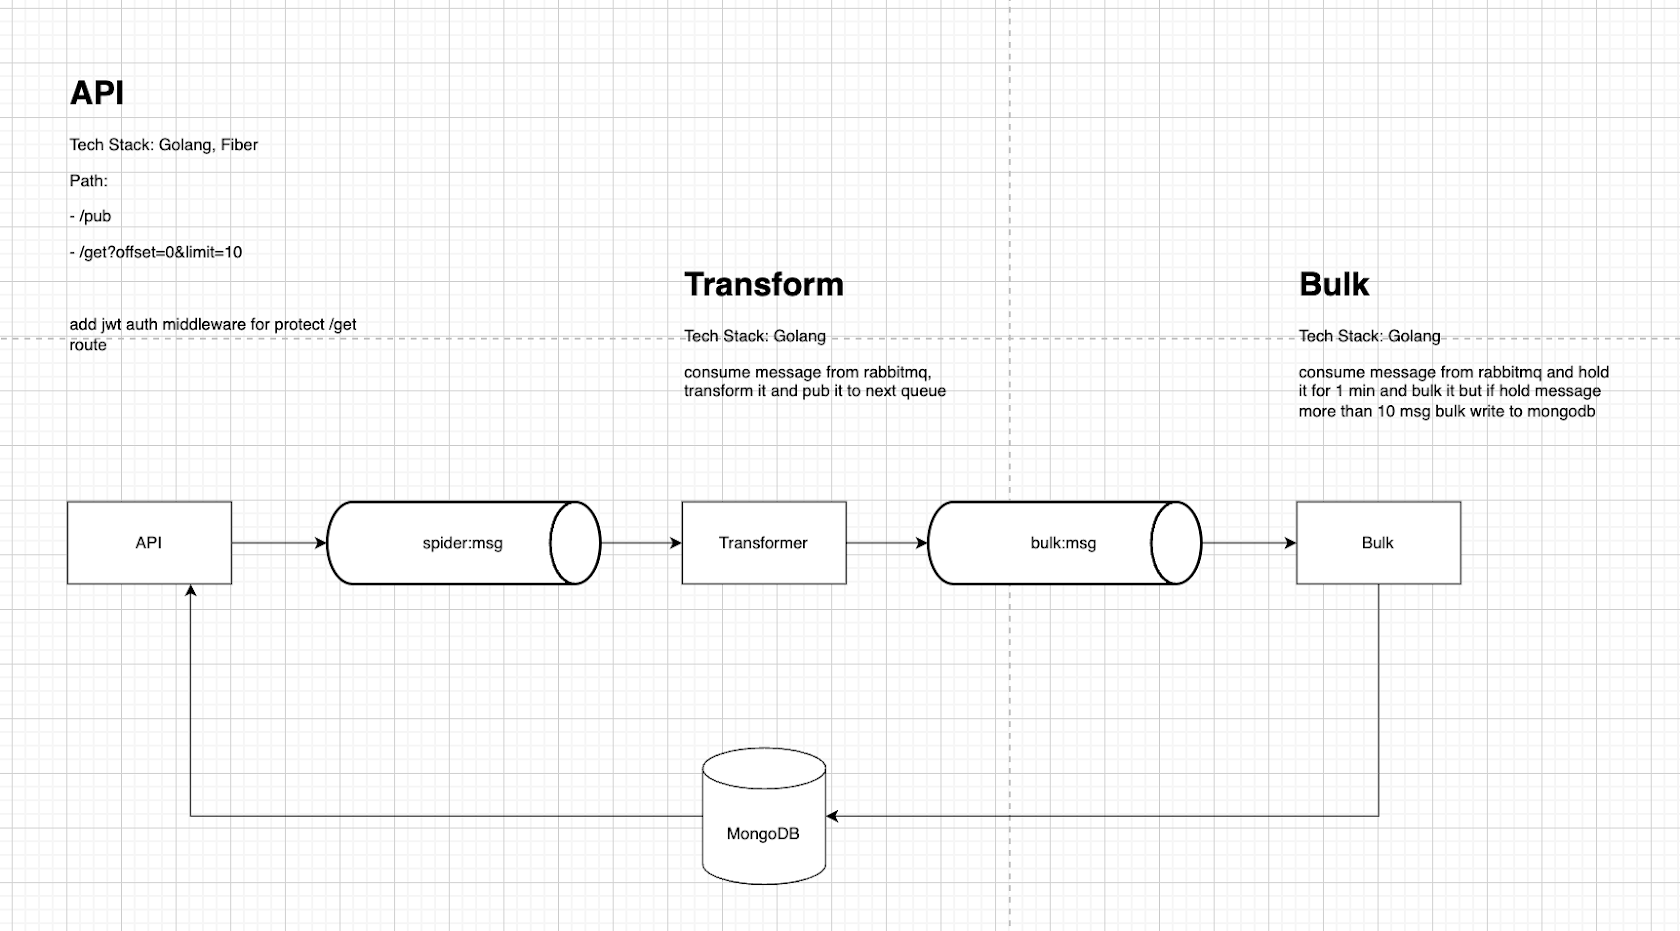 API
Tech Stack: Golang, Fiber
Path:
- /pub
- /get?offset=0&limit=10
add jwt auth middleware for protect /get
route
Transform
Tech Stack: Golang
consume message from rabbitmq,
transform it and pub it to next queue
Bulk
Tech Stack: Golang
consume message from rabbitmq and hold
it for 1 min and bulk it but if hold message
more than 10 msg bulk write to mongodb
API
spider:msg
Transformer
bulk:msg
Bulk
MongoDB